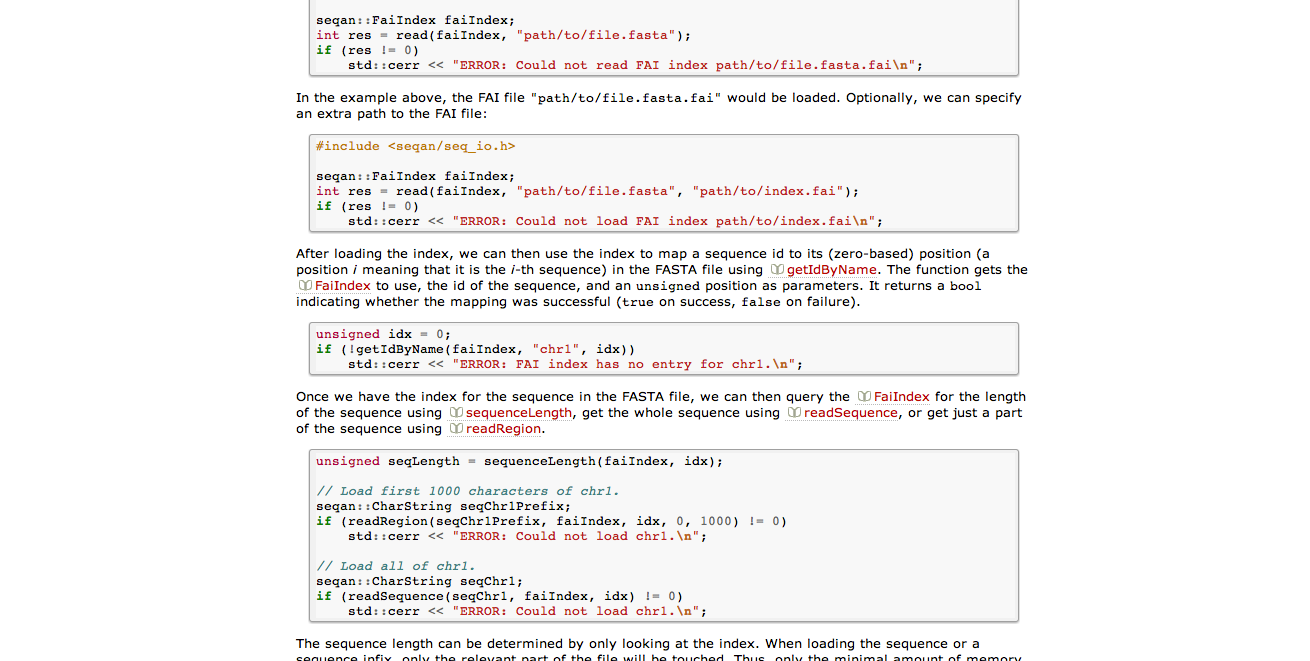 seqan::FaiIndex faiIndex;
int res = read(faiIndex, "path/to/file.fasta");
if (res != 0)
    std::cerr << "ERROR: Could not read FAI index path/to/file.fasta.fai\n";
In the example above, the FAI file "path/to/file.fasta.fai" would be loaded. Optionally, we can specify
an extra path to the FAI file:
#include <seqan/seq_io.h>
seqan::FaiIndex faiIndex;
int res = read(faiIndex, "path/to/file.fasta", "path/to/index.fai");
if (res != 0)
    std::cerr << "ERROR: Could not load FAI index path/to/index.fai\n";
After loading the index, we can then use the index to map a sequence id to its (zero-based) position (a
position i meaning that it is the i-th sequence) in the FASTA file using getIdByName. The function gets the
FaiIndex to use, the id of the sequence, and an unsigned position as parameters. It returns a bool
indicating whether the mapping was successful (true on success, false on failure).
unsigned idx = 0;
if (!getIdByName(faiIndex, "chr1", idx))
    std::cerr << "ERROR: FAI index has no entry for chr1.\n";
Once we have the index for the sequence in the FASTA file, we can then query the FaiIndex for the length
of the sequence using sequenceLength, get the whole sequence using readSequence, or get just a part
of the sequence using readRegion.
unsigned seqLength = sequenceLength(faiIndex, idx);
// Load first 1000 characters of chr1.
seqan::CharString seqChr1Prefix;
if (readRegion(seqChr1Prefix, faiIndex, idx, 0, 1000) != 0)
    std::cerr << "ERROR: Could not load chr1.\n";
// Load all of chr1.
seqan::CharString seqChr1;
if (readSequence(seqChr1, faiIndex, idx) != 0)
    std::cerr << "ERROR: Could not load chr1.\n";
The sequence length can be determined by only looking at the index. When loading the sequence or a
sequence infix, only the relevant part of the file will be touched. Thus, only the minimal amount of memory